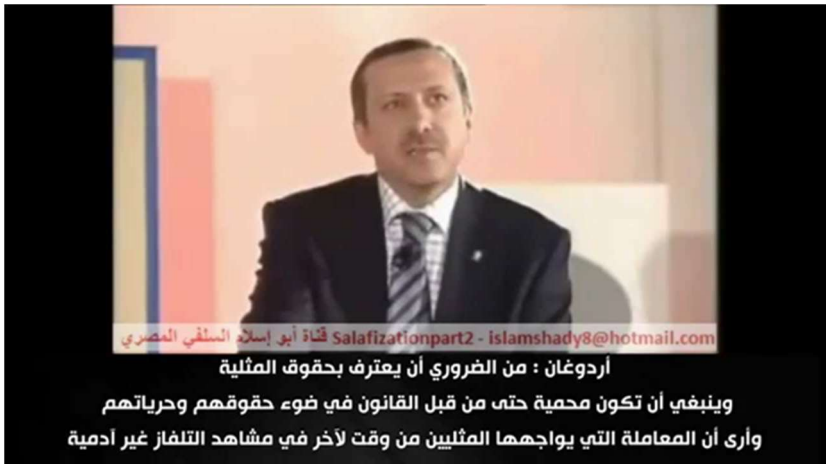 قناة أبو إسلام السلفي المصري Salafizationpart2 - islamshady8@hotmail.com
أردوغان : من الضروري أن يعترف بحقوق المثلية
وينبغي أن تكون محمية حتى من قبل القانون في ضوء حقوقهم وحرياتهم
وأرى أن المعاملة التي يواجهها المثليين من وقت لآخر في مشاهد التلفاز غير آدمية